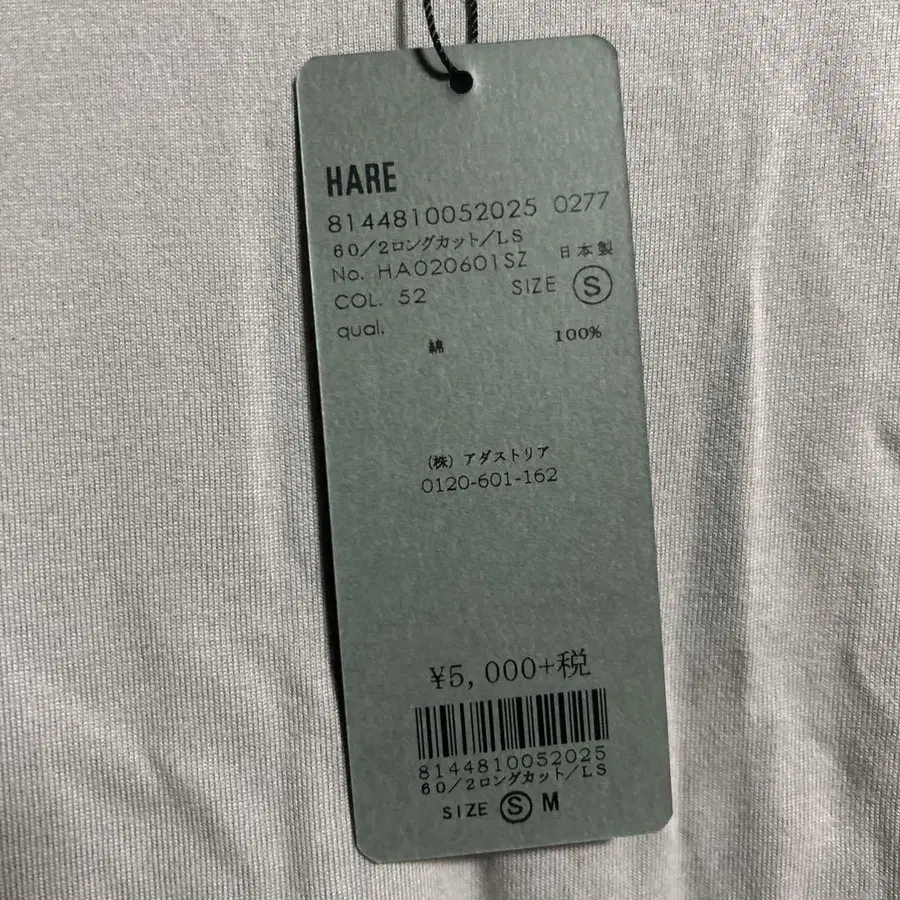 HARE
8144810052025 0277
60/2ロングカット/LS
No. HA020601SZ 日本製
COL. 52 SIZE S
qual.
綿 100%
(株) アダストリア
0120-601-162
¥5,000+税
8144810052025
60/2ロングカット/LS
SIZE S M